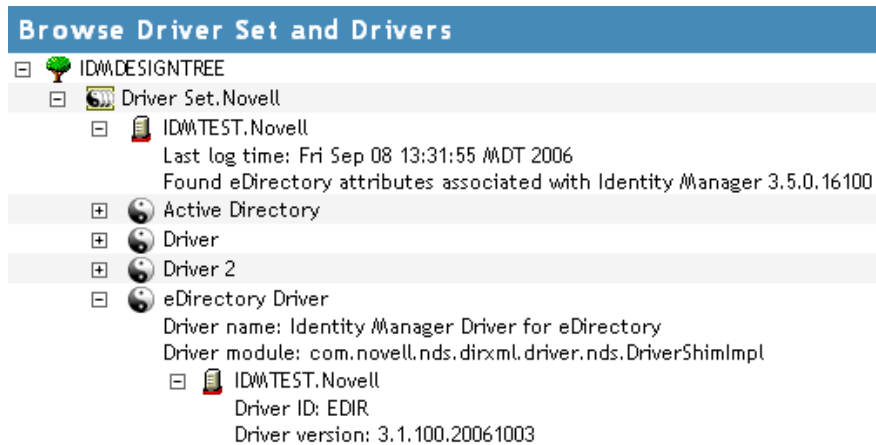 Browse Driver Set and Drivers
IDMDESIGNTREE
Driver Set.Novell
IDMTEST.Novell
Last log time: Fri Sep 08 13:31:55 MDT 2006
Found eDirectory attributes associated with Identity Manager 3.5.0.16100
Active Directory
Driver
Driver 2
eDirectory Driver
Driver name: Identity Manager Driver for eDirectory
Driver module: com.novell.nds.dirxml.driver.nds.DriverShimImpl
IDMTEST.Novell
Driver ID: EDIR
Driver version: 3.1.100.20061003